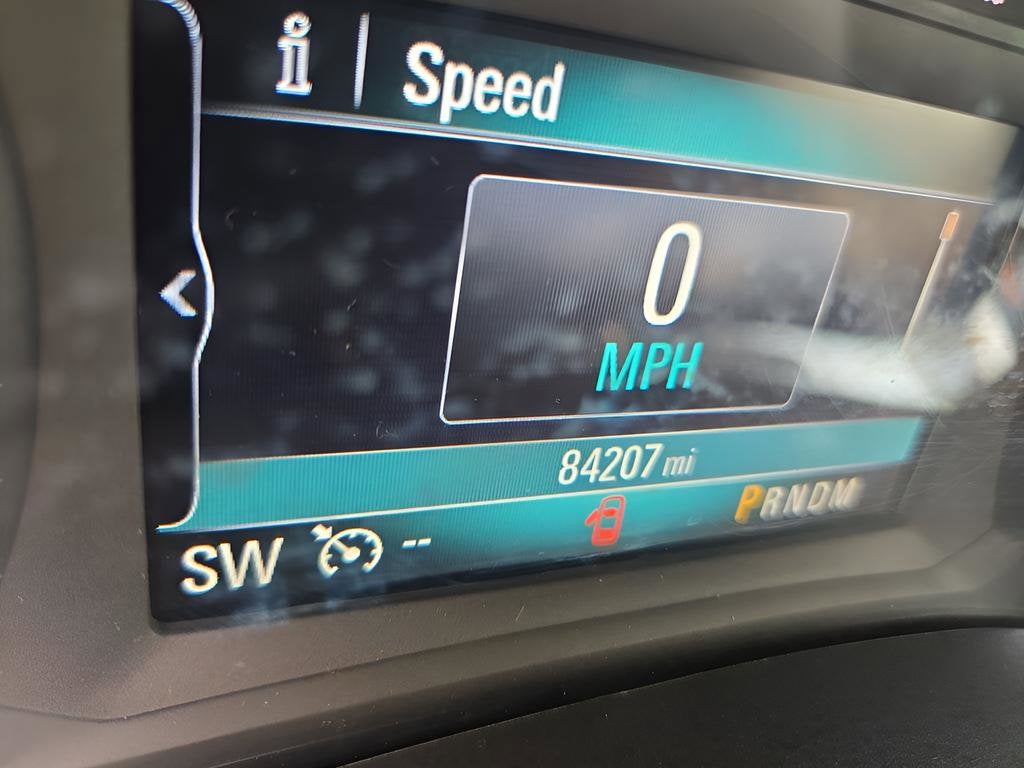 i Speed
0
MPH
84207 mi
SW -- PRNDM